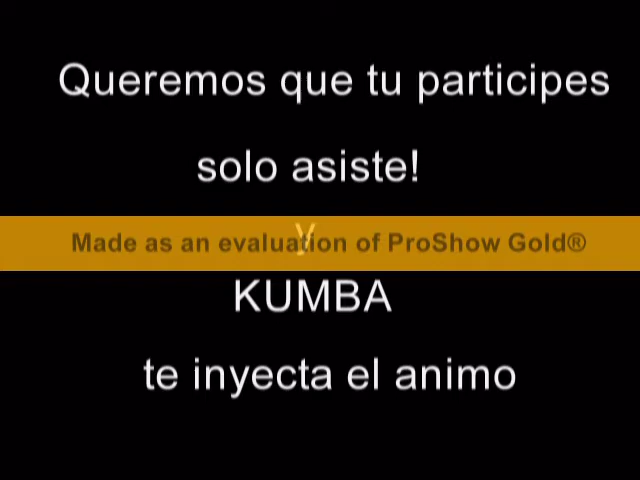 Queremos que tu participes
solo asiste!
y
Made as an evaluation of ProShow Gold®
KUMBA
te inyecta el animo